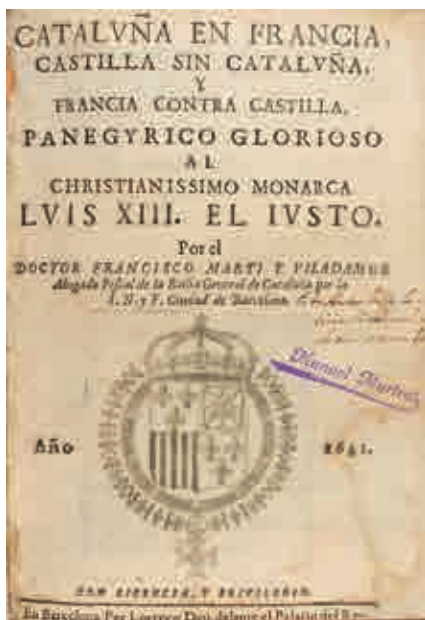 CATALVÑA EN FRANCIA,
CASTILLA SIN CATALVÑA,
Y
FRANCIA CONTRA CASTILLA.
PANEGYRICO GLORIOSO
AL
CHRISTIANISSIMO MONARCA
LVIS XIII. EL IVSTO.
Por el
DOCTOR FRANCISCO MARTI Y VILADAMOR
Abogado Fiscal de la Baylia General de Cataluña por la
I. N. y F. Ciudad de Barcelona.
Manuel
Año 1641.
CON LICENCIA, Y PRIVILEGIO.
En Barcelona, Por Lorenço Deu, delante el Palacio del Rey